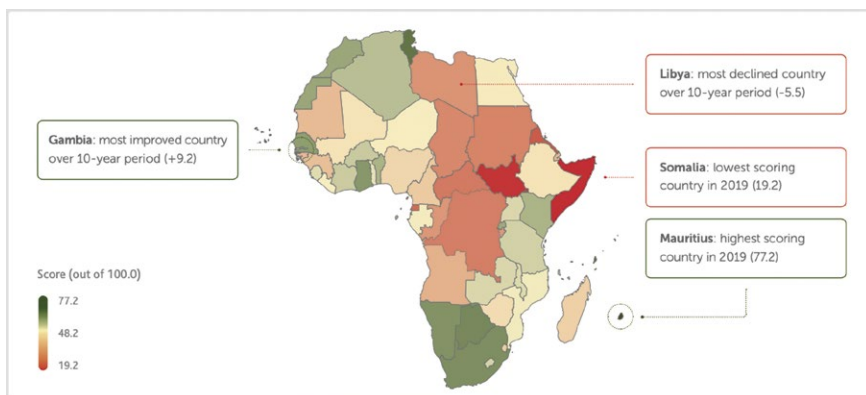 Libya: most declined country
over 10-year period (-5.5)
Gambia: most improved country
over 10-year period (+9.2)
Somalia: lowest scoring
country in 2019 (19.2)
Mauritius: highest scoring
country in 2019 (77.2)
Score (out of 100.0)
77.2
48.2
19.2